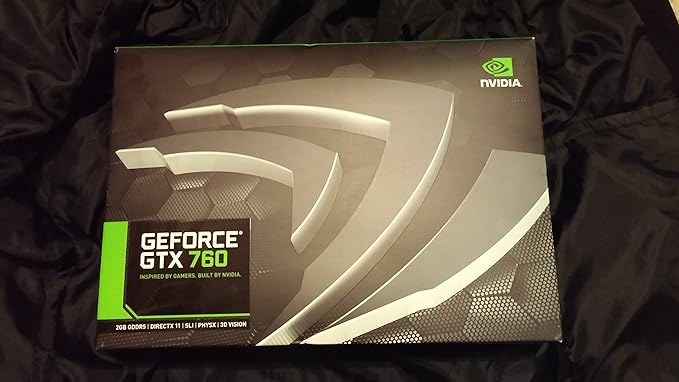 NVIDIA.
GEFORCE®
GTX 760
INSPIRED BY GAMERS. BUILT BY NVIDIA.
2GB GDDR5 | DIRECTX 11 | SLI | PHYSX | 3D VISION